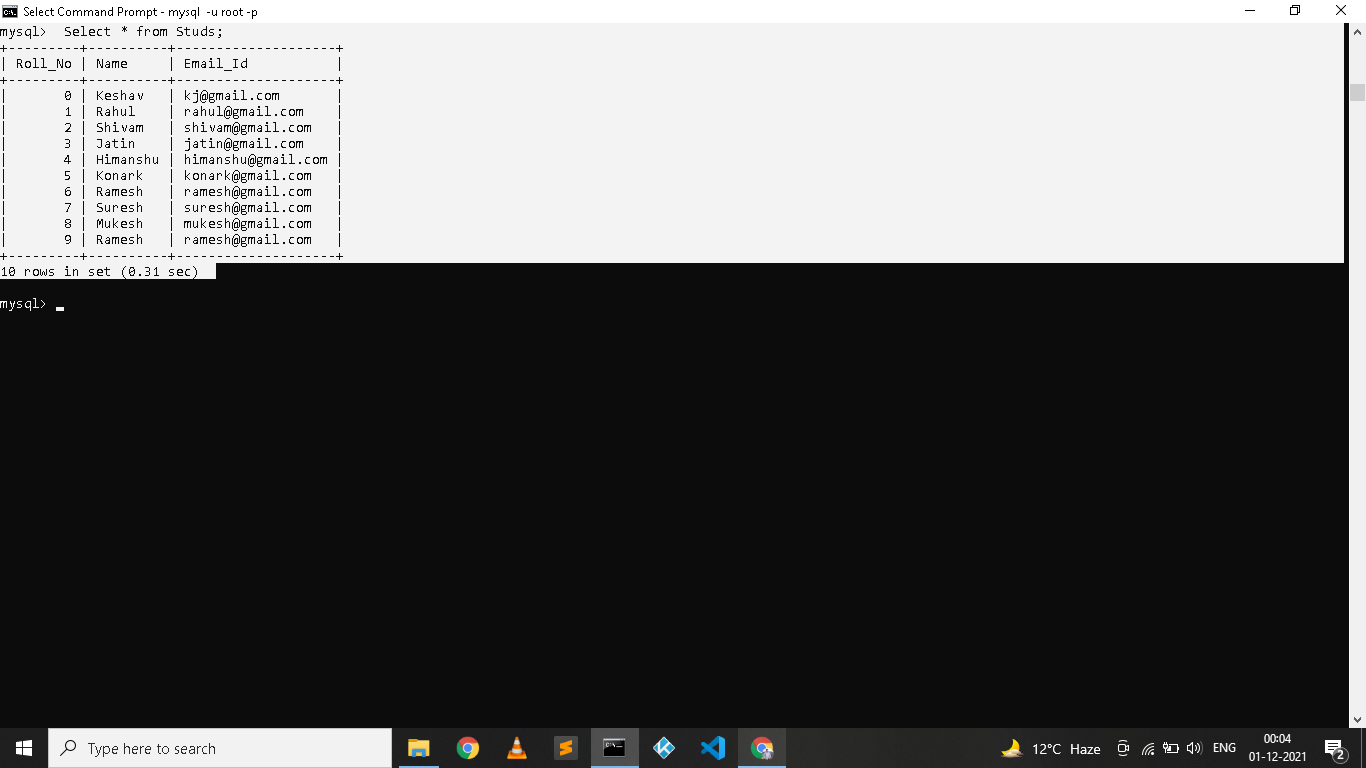 Select Command Prompt - mysql  -u root -p
mysql>  Select * from Studs;
+---------+----------+--------------------+
| Roll_No | Name     | Email_Id           |
+---------+----------+--------------------+
|       0 | Keshav   | kj@gmail.com       |
|       1 | Rahul    | rahul@gmail.com    |
|       2 | Shivam   | shivam@gmail.com   |
|       3 | Jatin    | jatin@gmail.com    |
|       4 | Himanshu | himanshu@gmail.com |
|       5 | Konark   | konark@gmail.com   |
|       6 | Ramesh   | ramesh@gmail.com   |
|       7 | Suresh   | suresh@gmail.com   |
|       8 | Mukesh   | mukesh@gmail.com   |
|       9 | Ramesh   | ramesh@gmail.com   |
+---------+----------+--------------------+
10 rows in set (0.31 sec)
mysql>
Type here to search
12°C Haze
ENG
00:04
01-12-2021
2